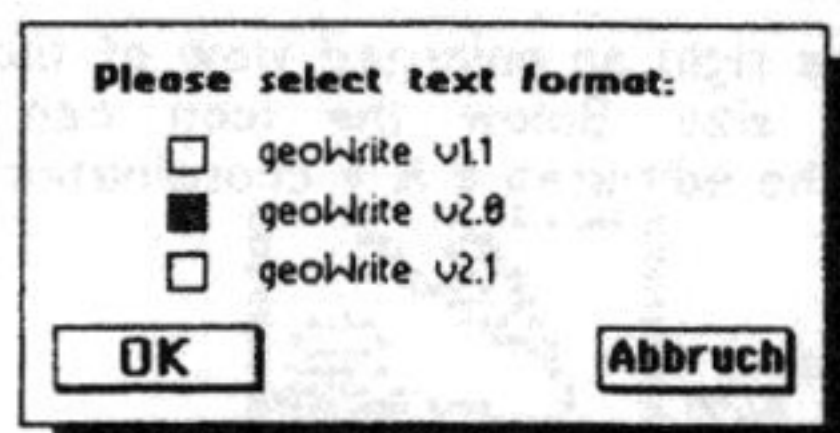 Please select text format:
geoWrite v1.1
geoWrite v2.0
geoWrite v2.1
OK
Abbruch